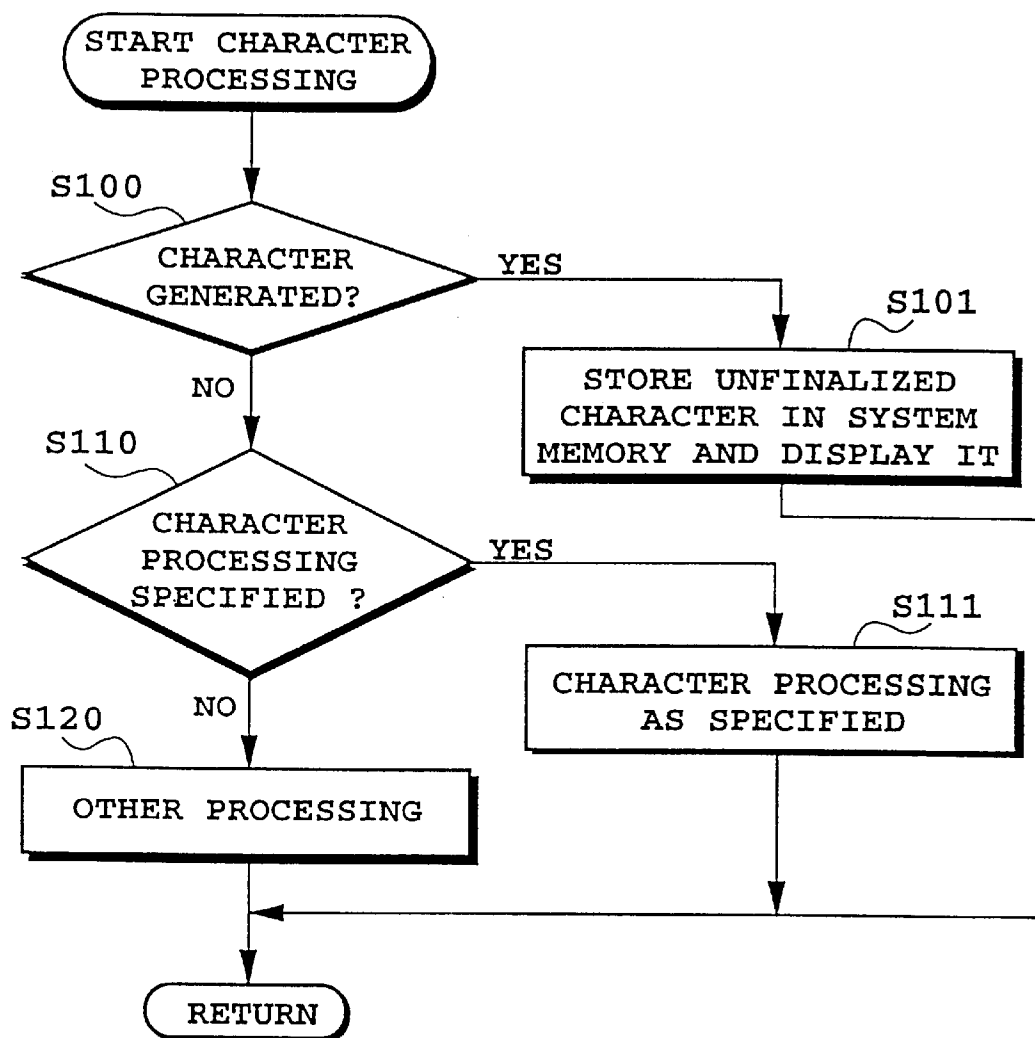 START CHARACTER
PROCESSING
S100
CHARACTER
GENERATED?
YES
S101
STORE UNFINALIZED
CHARACTER IN SYSTEM
MEMORY AND DISPLAY IT
NO
S110
CHARACTER
PROCESSING
SPECIFIED ?
YES
S111
CHARACTER PROCESSING
AS SPECIFIED
NO
S120
OTHER PROCESSING
RETURN